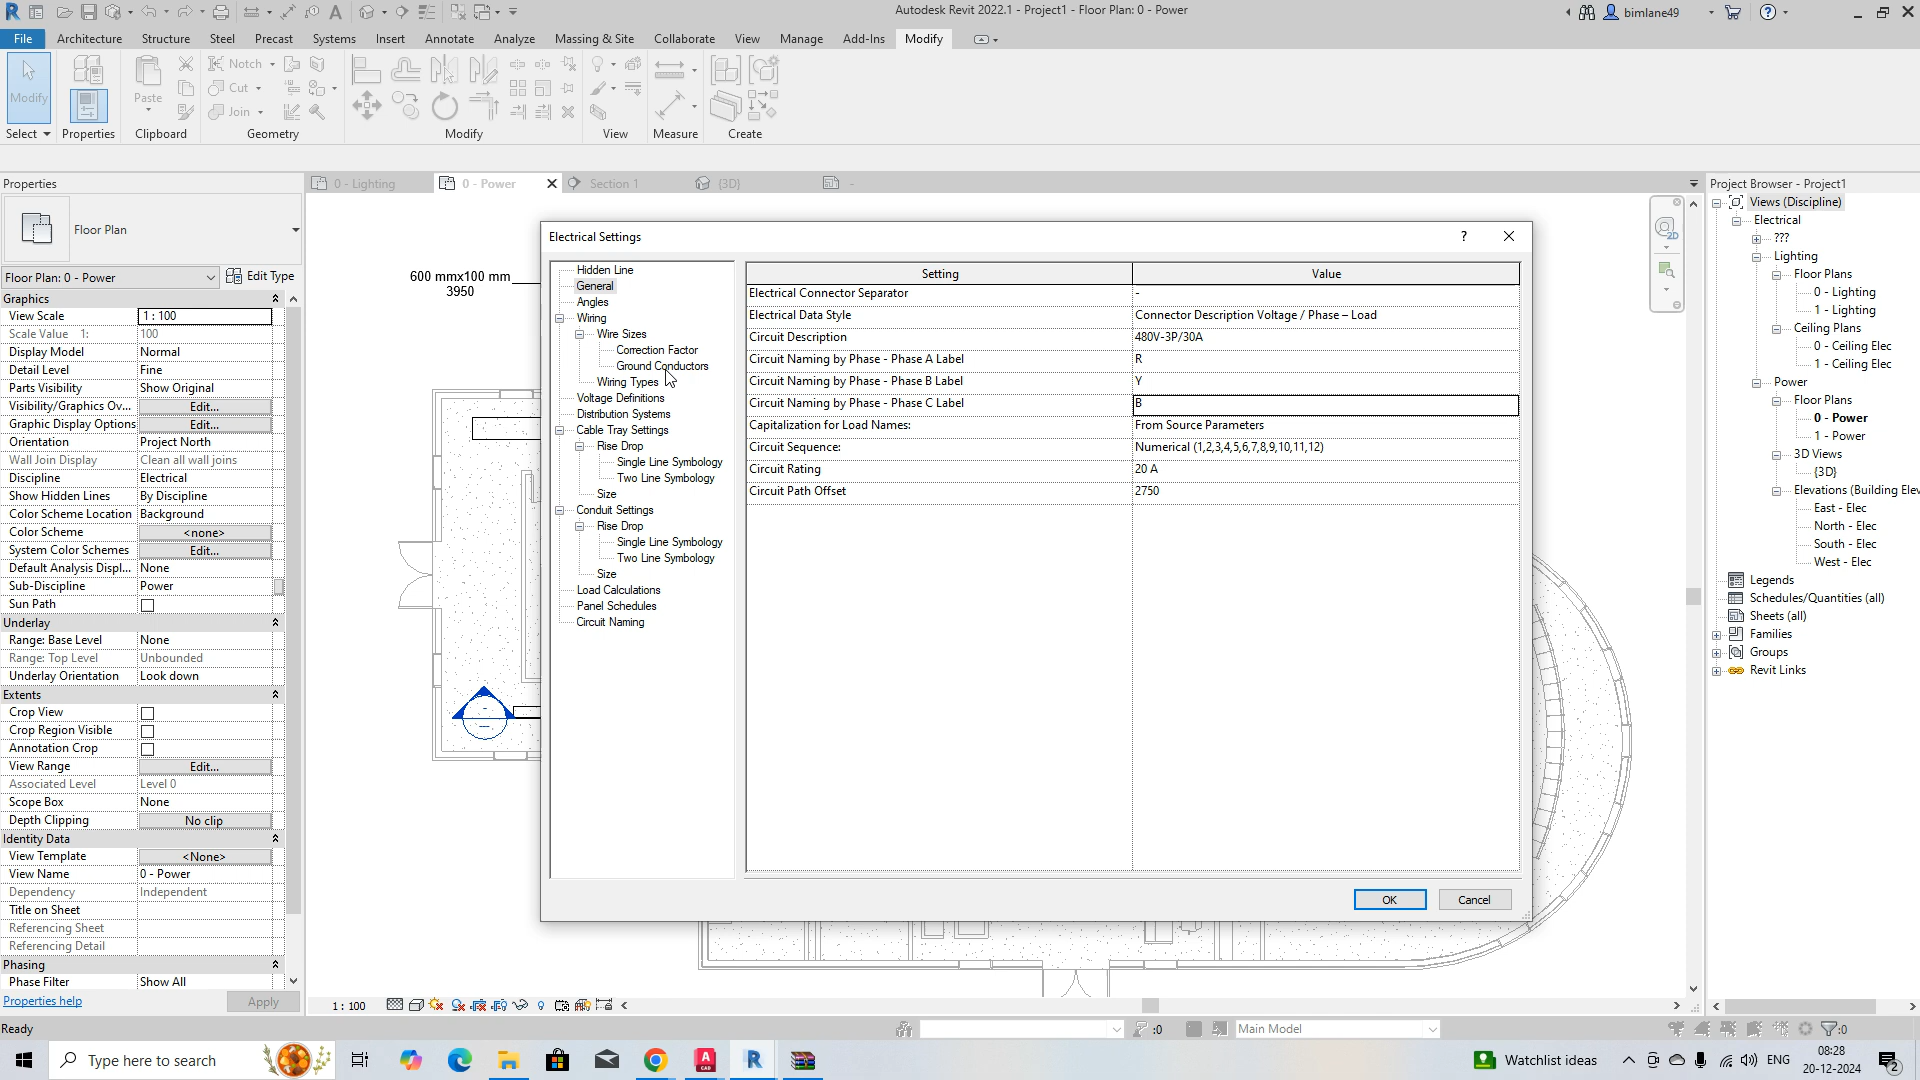 Autodesk Revit 2022.1 - Project1 - Floor Plan: 0 - Power
bimlane49
File
Architecture
Structure
Steel
Precast
Systems
Insert
Annotate
Analyze
Massing & Site
Collaborate
View
Manage
Add-Ins
Modify
Modify
Paste
Notch
Cut
Join
Select
Properties
Clipboard
Geometry
Modify
View
Measure
Create
Properties
Floor Plan
Floor Plan: 0 - Power
Edit Type
Graphics
View Scale 1 : 100
Scale Value 1: 100
Display Model Normal
Detail Level Fine
Parts Visibility Show Original
Visibility/Graphics Ov... Edit...
Graphic Display Options Edit...
Orientation Project North
Wall Join Display Clean all wall joins
Discipline Electrical
Show Hidden Lines By Discipline
Color Scheme Location Background
Color Scheme <none>
System Color Schemes Edit...
Default Analysis Displ... None
Sub-Discipline Power
Sun Path
Underlay
Range: Base Level None
Range: Top Level Unbounded
Underlay Orientation Look down
Extents
Crop View
Crop Region Visible
Annotation Crop
View Range Edit...
Associated Level Level 0
Scope Box None
Depth Clipping No clip
Identity Data
View Template <None>
View Name 0 - Power
Dependency Independent
Title on Sheet
Referencing Sheet
Referencing Detail
Phasing
Phase Filter Show All
Properties help
Apply
0 - Lighting
0 - Power
Section 1
{3D}
-
600 mmx100 mm
3950
2D
Electrical Settings
Hidden Line
General
Angles
Wiring
Wire Sizes
Correction Factor
Ground Conductors
Wiring Types
Voltage Definitions
Distribution Systems
Cable Tray Settings
Rise Drop
Single Line Symbology
Two Line Symbology
Size
Conduit Settings
Rise Drop
Single Line Symbology
Two Line Symbology
Size
Load Calculations
Panel Schedules
Circuit Naming
Setting Value
Electrical Connector Separator -
Electrical Data Style Connector Description Voltage / Phase – Load
Circuit Description 480V-3P/30A
Circuit Naming by Phase - Phase A Label R
Circuit Naming by Phase - Phase B Label Y
Circuit Naming by Phase - Phase C Label B
Capitalization for Load Names: From Source Parameters
Circuit Sequence: Numerical (1,2,3,4,5,6,7,8,9,10,11,12)
Circuit Rating 20 A
Circuit Path Offset 2750
OK
Cancel
Project Browser - Project1
Views (Discipline)
Electrical
???
Lighting
Floor Plans
0 - Lighting
1 - Lighting
Ceiling Plans
0 - Ceiling Elec
1 - Ceiling Elec
Power
Floor Plans
0 - Power
1 - Power
3D Views
{3D}
Elevations (Building Elev
East - Elec
North - Elec
South - Elec
West - Elec
Legends
Schedules/Quantities (all)
Sheets (all)
Families
Groups
Revit Links
1 : 100
Ready
:0
Main Model
:0
Type here to search
Watchlist ideas
ENG
08:28
20-12-2024
2